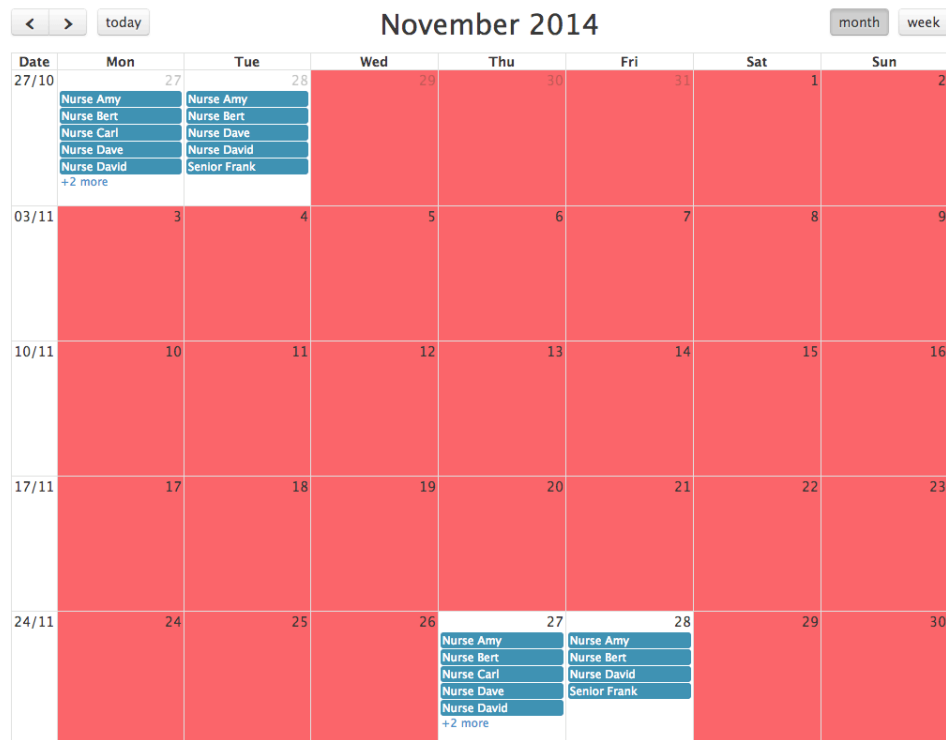 < > today November 2014 month week
Date Mon Tue Wed Thu Fri Sat Sun
27/10 27 28 29 30 31 1 2
Nurse Amy Nurse Amy
Nurse Bert Nurse Bert
Nurse Carl Nurse Dave
Nurse Dave Nurse David
Nurse David Senior Frank
+2 more
03/11 3 4 5 6 7 8 9
10/11 10 11 12 13 14 15 16
17/11 17 18 19 20 21 22 23
24/11 24 25 26 27 28 29 30
Nurse Amy Nurse Amy
Nurse Bert Nurse Bert
Nurse Carl Nurse David
Nurse Dave Senior Frank
Nurse David
+2 more